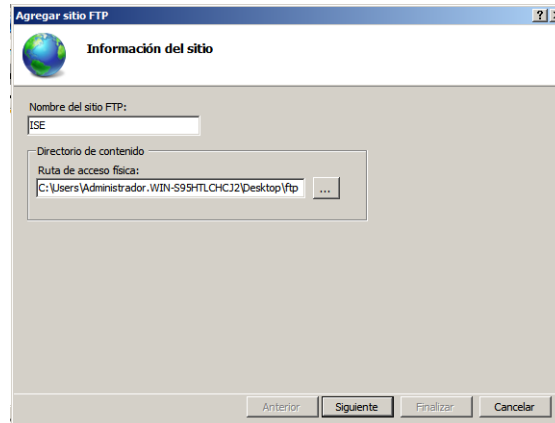 Agregar sitio FTP
Información del sitio
Nombre del sitio FTP:
ISE
Directorio de contenido
Ruta de acceso física:
C:\Users\Administrador.WIN-S95HTLCHCJ2\Desktop\ftp
...
Anterior
Siguiente
Finalizar
Cancelar